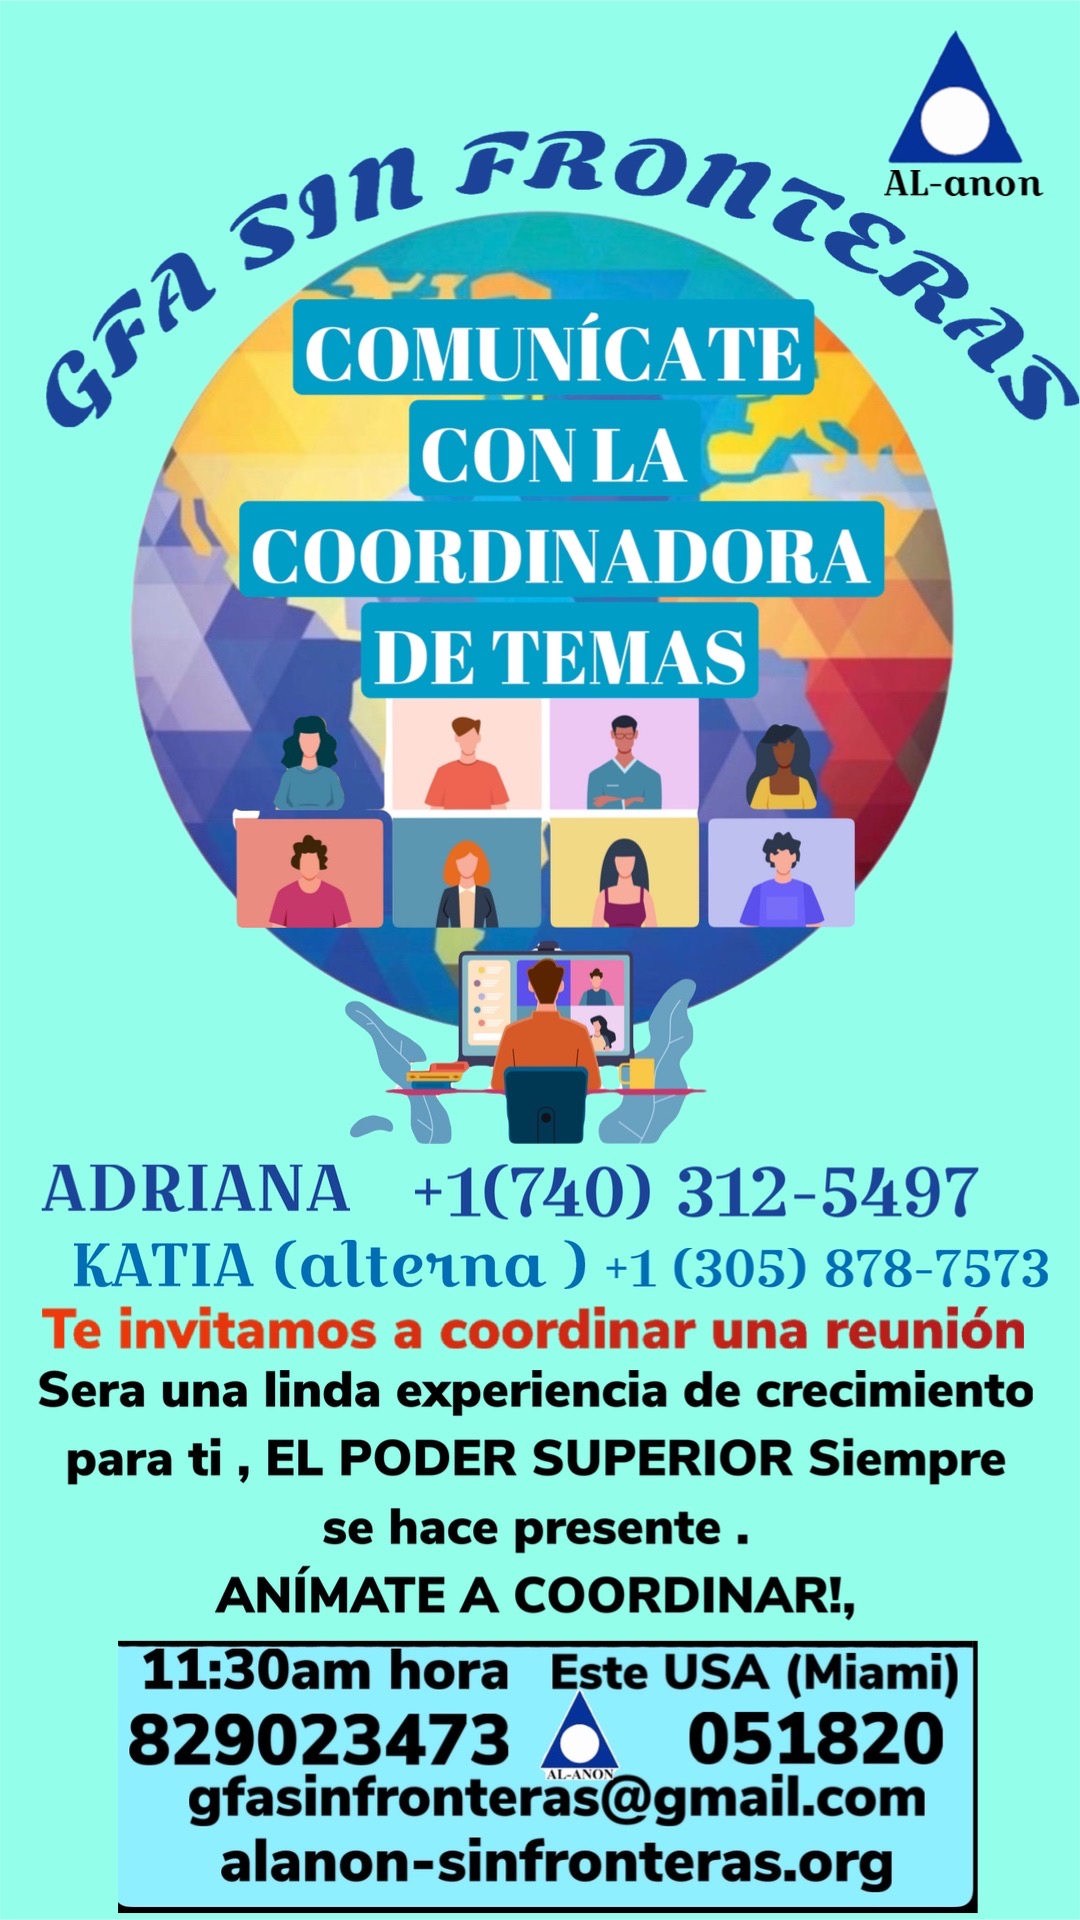 AL-anon
GFA SIN FRONTERAS
COMUNÍCATE
CON LA
COORDINADORA
DE TEMAS
ADRIANA +1(740) 312-5497
KATIA (alterna ) +1 (305) 878-7573
Te invitamos a coordinar una reunión
Sera una linda experiencia de crecimiento
para ti , EL PODER SUPERIOR Siempre
se hace presente .
ANÍMATE A COORDINAR!,
11:30am hora Este USA (Miami)
829023473 051820
AL-ANON
gfasinfronteras@gmail.com
alanon-sinfronteras.org